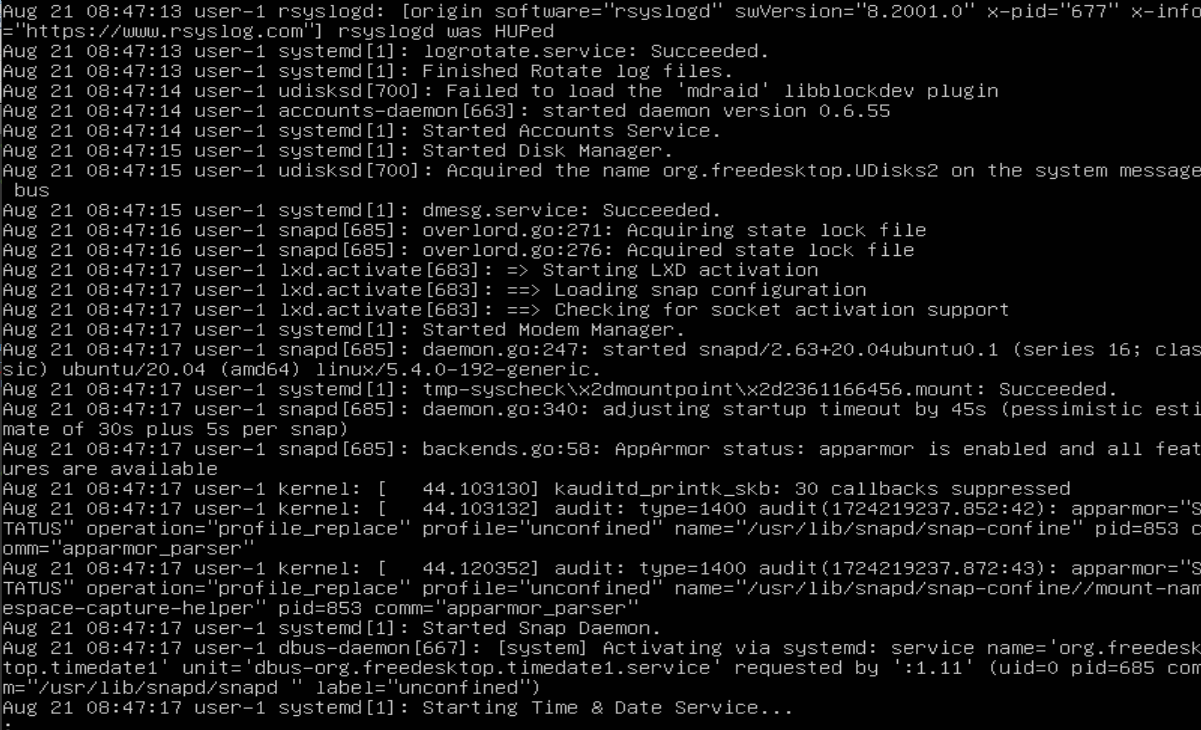 Aug 21 08:47:13 user-1 rsyslogd: [origin software="rsyslogd" swVersion="8.2001.0" x-pid="677" x-info
="https://www.rsyslog.com"] rsyslogd was HUPed
Aug 21 08:47:13 user-1 systemd[1]: logrotate.service: Succeeded.
Aug 21 08:47:13 user-1 systemd[1]: Finished Rotate log files.
Aug 21 08:47:14 user-1 udisksd[700]: Failed to load the 'mdraid' libblockdev plugin
Aug 21 08:47:14 user-1 accounts-daemon[663]: started daemon version 0.6.55
Aug 21 08:47:14 user-1 systemd[1]: Started Accounts Service.
Aug 21 08:47:15 user-1 systemd[1]: Started Disk Manager.
Aug 21 08:47:15 user-1 udisksd[700]: Acquired the name org.freedesktop.UDisks2 on the system message
 bus
Aug 21 08:47:15 user-1 systemd[1]: dmesg.service: Succeeded.
Aug 21 08:47:16 user-1 snapd[685]: overlord.go:271: Acquiring state lock file
Aug 21 08:47:16 user-1 snapd[685]: overlord.go:276: Acquired state lock file
Aug 21 08:47:17 user-1 lxd.activate[683]: => Starting LXD activation
Aug 21 08:47:17 user-1 lxd.activate[683]: ==> Loading snap configuration
Aug 21 08:47:17 user-1 lxd.activate[683]: ==> Checking for socket activation support
Aug 21 08:47:17 user-1 systemd[1]: Started Modem Manager.
Aug 21 08:47:17 user-1 snapd[685]: daemon.go:247: started snapd/2.63+20.04ubuntu0.1 (series 16; clas
sic) ubuntu/20.04 (amd64) linux/5.4.0-192-generic.
Aug 21 08:47:17 user-1 systemd[1]: tmp-syscheck\x2dmountpoint\x2d2361166456.mount: Succeeded.
Aug 21 08:47:17 user-1 snapd[685]: daemon.go:340: adjusting startup timeout by 45s (pessimistic esti
mate of 30s plus 5s per snap)
Aug 21 08:47:17 user-1 snapd[685]: backends.go:58: AppArmor status: apparmor is enabled and all feat
ures are available
Aug 21 08:47:17 user-1 kernel: [   44.103130] kauditd_printk_skb: 30 callbacks suppressed
Aug 21 08:47:17 user-1 kernel: [   44.103132] audit: type=1400 audit(1724219237.852:42): apparmor="S
TATUS" operation="profile_replace" profile="unconfined" name="/usr/lib/snapd/snap-confine" pid=853 c
omm="apparmor_parser"
Aug 21 08:47:17 user-1 kernel: [   44.120352] audit: type=1400 audit(1724219237.872:43): apparmor="S
TATUS" operation="profile_replace" profile="unconfined" name="/usr/lib/snapd/snap-confine//mount-nam
espace-capture-helper" pid=853 comm="apparmor_parser"
Aug 21 08:47:17 user-1 systemd[1]: Started Snap Daemon.
Aug 21 08:47:17 user-1 dbus-daemon[667]: [system] Activating via systemd: service name='org.freedesk
top.timedate1' unit='dbus-org.freedesktop.timedate1.service' requested by ':1.11' (uid=0 pid=685 com
m="/usr/lib/snapd/snapd " label="unconfined")
Aug 21 08:47:17 user-1 systemd[1]: Starting Time & Date Service...